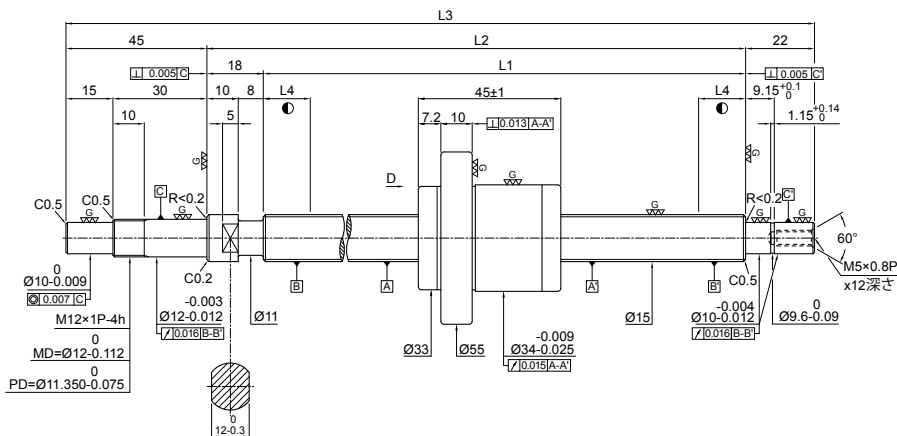 L3
45
L2
22
⊥ 0.005 C
18
L1
⊥ 0.005 C'
15
30
10
8
L4
45±1
L4
9.15 +0.1 0
10
5
7.2
10
⊥ 0.013 A-A'
1.15 +0.14 0
G
G
G
D
C0.5
C0.5
G
C
G
R<0.2
G
G
R<0.2
G
C'
G
60°
C0.2
B
A
A'
B'
C0.5
M5×0.8P
x12深さ
0
Ø10-0.009
◎ 0.007 C
-0.003
Ø12-0.012
0.016 B-B'
Ø11
Ø15
-0.004
Ø10-0.012
0.016 B-B'
0
Ø9.6-0.09
M12×1P-4h
0
MD=Ø12-0.112
0
PD=Ø11.350-0.075
Ø33
Ø55
-0.009
Ø34-0.025
0.015 A-A'
0
12-0.3